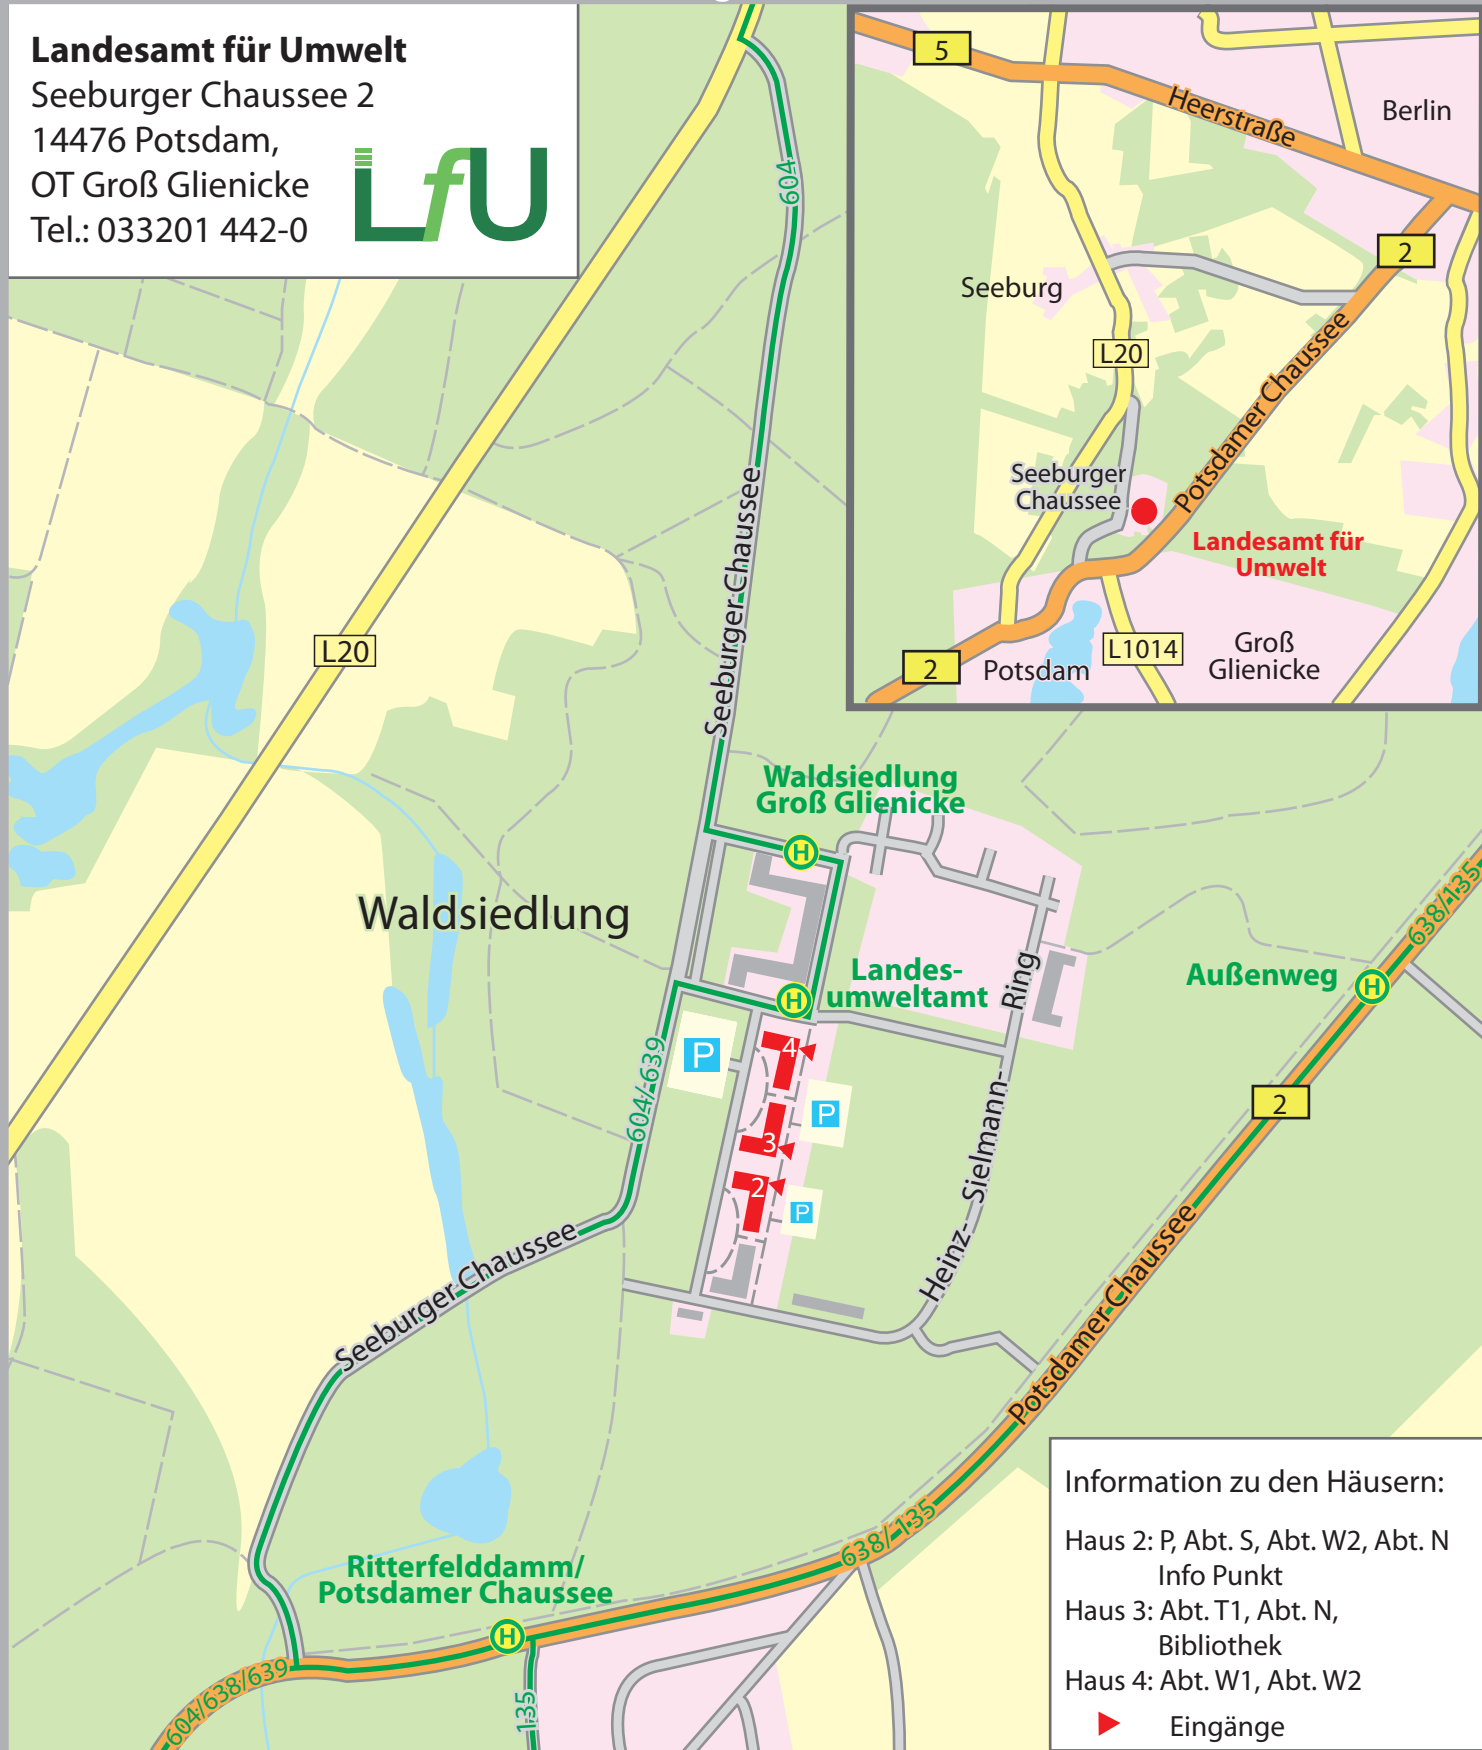 Landesamt für Umwelt
Seeburger Chaussee 2
14476 Potsdam,
OT Groß Glienicke
Tel.: 033201 442-0
LfU
5
Heerstraße
Berlin
2
Seeburg
L20
Potsdamer Chaussee
Seeburger
Chaussee
Landesamt für
Umwelt
2
Potsdam
L1014
Groß
Glienicke
604
Seeburger Chaussee
L20
Waldsiedlung
Groß Glienicke
H
Waldsiedlung
Landes-
umweltamt
H
Ring
Außenweg
H
638/135
P
4
604/639
P
3
2
P
2
Sielmann-
Heinz-
Seeburger Chaussee
Potsdamer Chaussee
638/135
Ritterfelddamm/
Potsdamer Chaussee
H
604/638/639
135
Information zu den Häusern:
Haus 2: P, Abt. S, Abt. W2, Abt. N
Info Punkt
Haus 3: Abt. T1, Abt. N,
Bibliothek
Haus 4: Abt. W1, Abt. W2
Eingänge